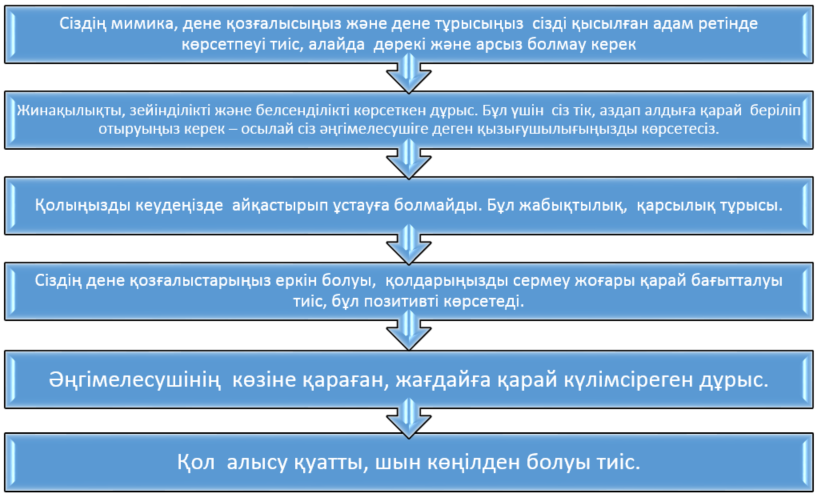 Сіздің мимика, дене қозғалысыңыз және дене тұрысыңыз  сізді қысылған адам ретінде
көрсетпеуі тиіс, алайда  дөрекі және арсыз болмау керек
Жинақылықты, зейінділікті және белсенділікті көрсеткен дұрыс. Бұл үшін  сіз тік, аздап алдыға қарай  беріліп
отыруыңыз керек – осылай сіз әңгімелесушіге деген қызығушылығыңызды көрсетесіз.
Қолыңызды кеудеңізде  айқастырып ұстауға болмайды. Бұл жабықтылық,  қарсылық тұрысы.
Сіздің дене қозғалыстарыңыз еркін болуы,  қолдарыңызды сермеу жоғары қарай бағытталуы
тиіс, бұл позитивті көрсетеді.
Әңгімелесушінің  көзіне қараған, жағдайға қарай күлімсіреген дұрыс.
Қол  алысу қуатты, шын көңілден болуы тиіс.